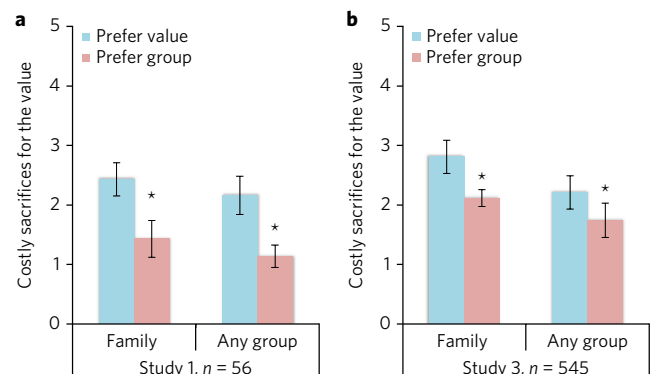 a
5
4
3
2
1
0
Costly sacrifices for the value
Prefer value
Prefer group
*
*
Family
Any group
Study 1, n = 56
b
5
4
3
2
1
0
Costly sacrifices for the value
Prefer value
Prefer group
*
*
Family
Any group
Study 3, n = 545